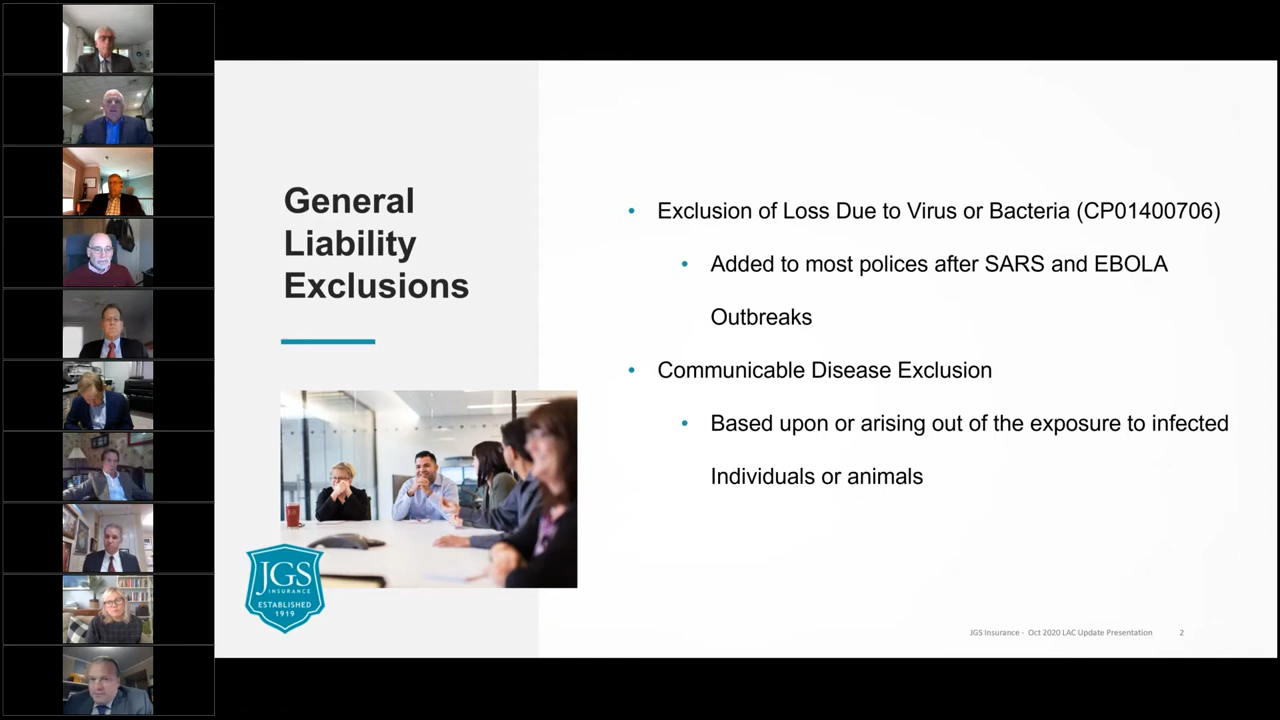 General
Liability
Exclusions
• Exclusion of Loss Due to Virus or Bacteria (CP01400706)
• Added to most polices after SARS and EBOLA
Outbreaks
• Communicable Disease Exclusion
• Based upon or arising out of the exposure to infected
Individuals or animals
JGS
INSURANCE
ESTABLISHED
1919
JGS Insurance - Oct 2020 LAC Update Presentation 2